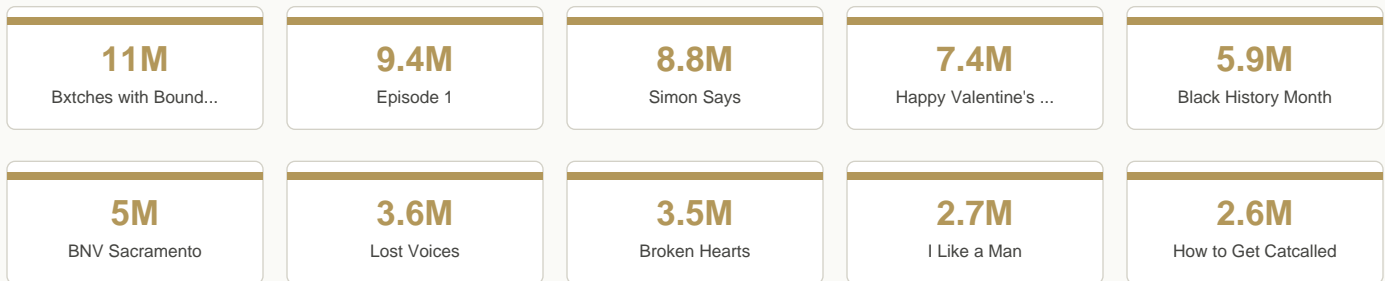 11M
Bxtches with Bound...
9.4M
Episode 1
8.8M
Simon Says
7.4M
Happy Valentine's ...
5.9M
Black History Month
5M
BNV Sacramento
3.6M
Lost Voices
3.5M
Broken Hearts
2.7M
I Like a Man
2.6M
How to Get Catcalled